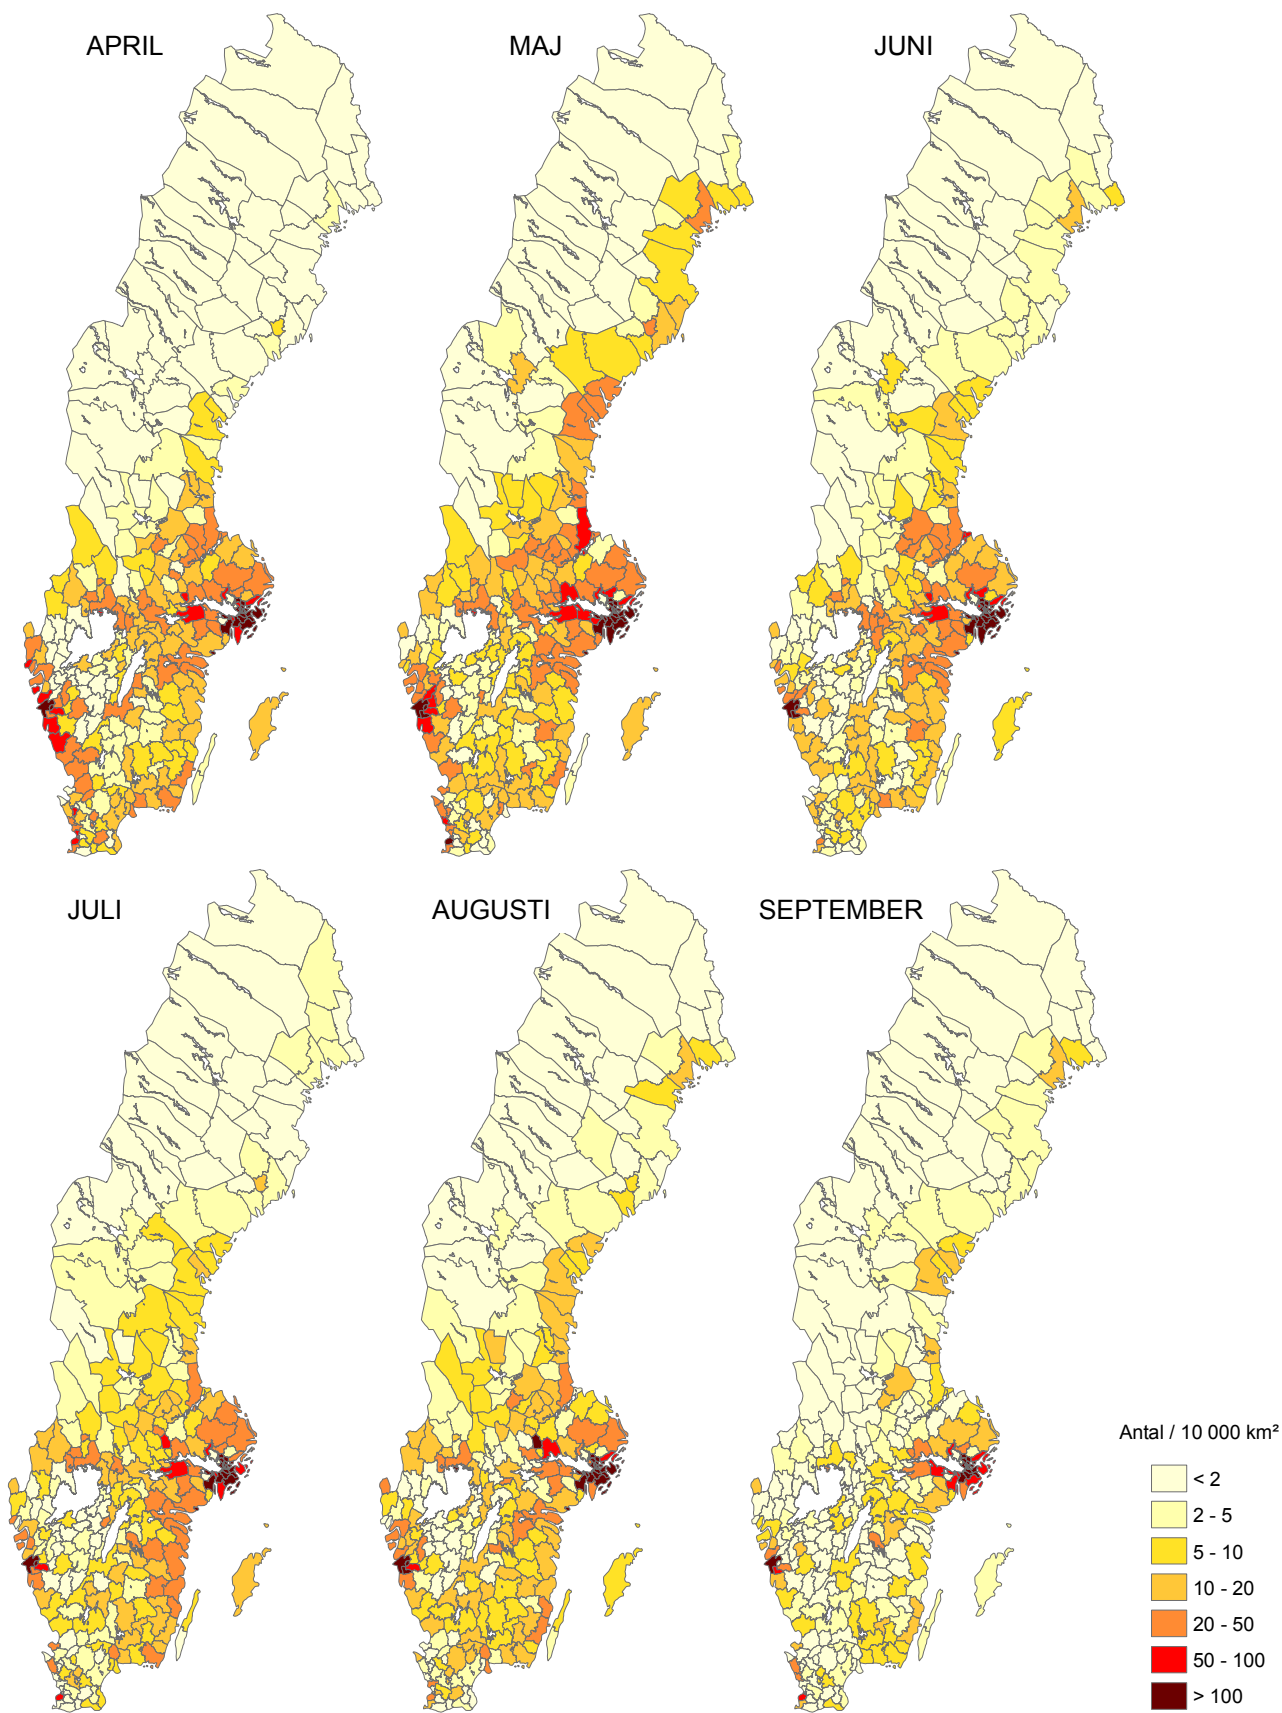 APRIL
MAJ
JUNI
JULI
AUGUSTI
SEPTEMBER
Antal / 10 000 km²
< 2
2 - 5
5 - 10
10 - 20
20 - 50
50 - 100
> 100